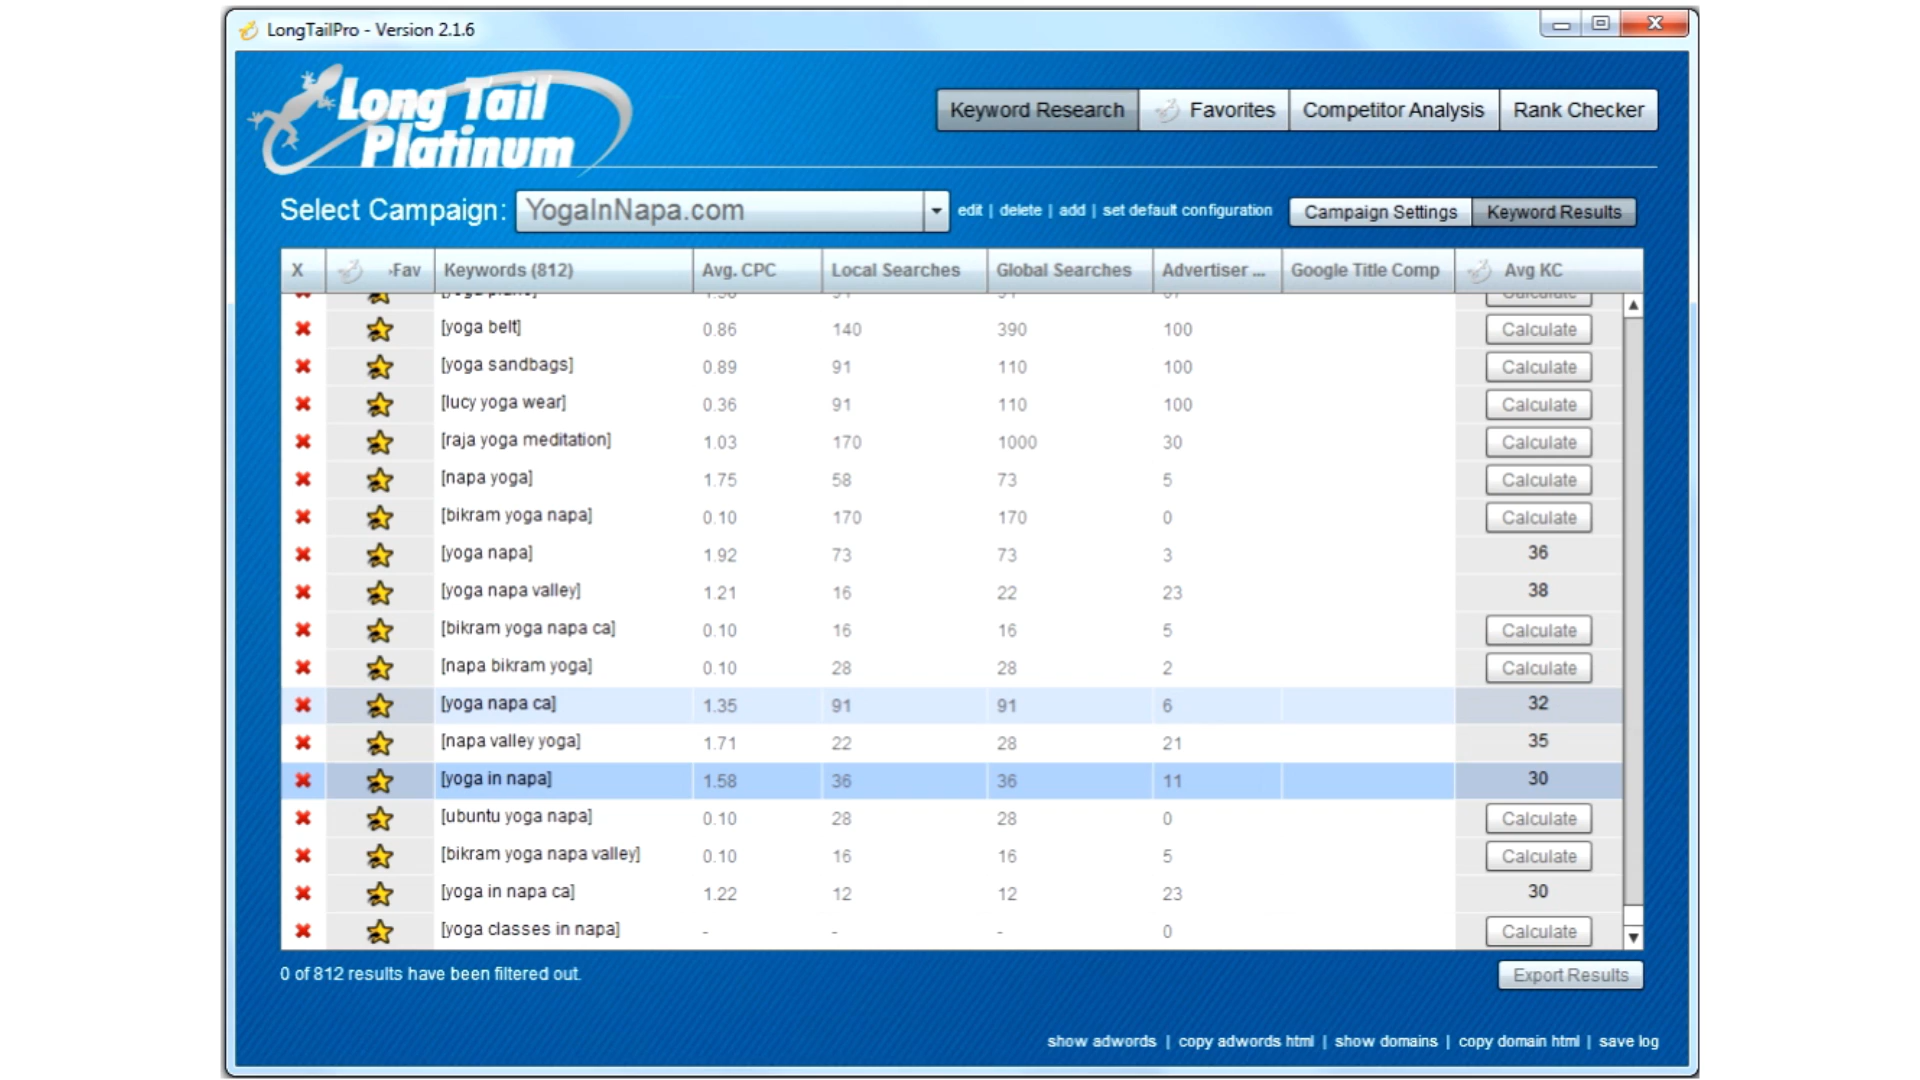 LongTailPro - Version 2.1.6
Long Tail
Platinum
Keyword Research Favorites Competitor Analysis Rank Checker
Select Campaign: YogaInNapa.com edit | delete | add | set default configuration Campaign Settings Keyword Results
X Fav Keywords (812) Avg. CPC Local Searches Global Searches Advertiser ... Google Title Comp Avg KC
[yoga belt] 0.86 140 390 100 Calculate
[yoga sandbags] 0.89 91 110 100 Calculate
[lucy yoga wear] 0.36 91 110 100 Calculate
[raja yoga meditation] 1.03 170 1000 30 Calculate
[napa yoga] 1.75 58 73 5 Calculate
[bikram yoga napa] 0.10 170 170 0 Calculate
[yoga napa] 1.92 73 73 3 36
[yoga napa valley] 1.21 16 22 23 38
[bikram yoga napa ca] 0.10 16 16 5 Calculate
[napa bikram yoga] 0.10 28 28 2 Calculate
[yoga napa ca] 1.35 91 91 6 32
[napa valley yoga] 1.71 22 28 21 35
[yoga in napa] 1.58 36 36 11 30
[ubuntu yoga napa] 0.10 28 28 0 Calculate
[bikram yoga napa valley] 0.10 16 16 5 Calculate
[yoga in napa ca] 1.22 12 12 23 30
[yoga classes in napa] - - - 0 Calculate
0 of 812 results have been filtered out. Export Results
show adwords | copy adwords html | show domains | copy domain html | save log